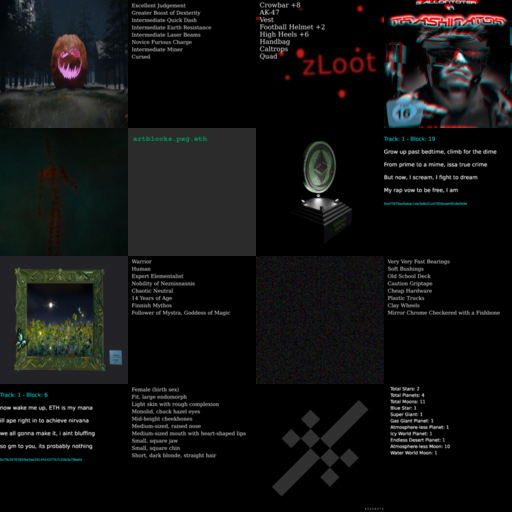 Excellent Judgement
Greater Boost of Dexterity
Intermediate Quick Dash
Intermediate Earth Resistance
Intermediate Laser Beams
Novice Furious Charge
Intermediate Miner
Cursed
Crowbar +8
AK-47
Vest
Football Helmet +2
High Heels +6
Handbag
Caltrops
Quad
zLoot
TRASHINATOR
16
artblocks.pwg.eth
Track: 1 - Block: 19
Grow up past bedtime, climb for the dime
From prime to a mime, issa true crime
But now, I scream, I fight to dream
My rap vow to be free, I am
Warrior
Human
Expert Elementalist
Nobility of Nezinnannis
Chaotic Neutral
14 Years of Age
Finnish Mythos
Follower of Mystra, Goddess of Magic
Very Very Fast Bearings
Soft Bushings
Old School Deck
Caution Griptape
Cheap Hardware
Plastic Trucks
Clay Wheels
Mirror Chrome Checkered with a Fishbone
Track: 1 - Block: 6
now wake me up, ETH is my mana
ill ape right in to achieve nirvana
we all gonna make it, i aint bluffing
so gm to you, its probably nothing
Female (birth sex)
Fit, large endomorph
Light skin with rough complexion
Monolid, chuck hazel eyes
Mid-height cheekbones
Medium-sized, raised nose
Medium-sized mouth with heart-shaped lips
Small, square jaw
Small, square chin
Short, dark blonde, straight hair
Total Stars: 2
Total Planets: 4
Total Moons: 11
Blue Star: 1
Super Giant: 1
Gas Giant Planet: 1
Atmosphere-less Planet: 1
Icy World Planet: 1
Endless Desert Planet: 1
Atmosphere-less Moon: 10
Water World Moon: 1